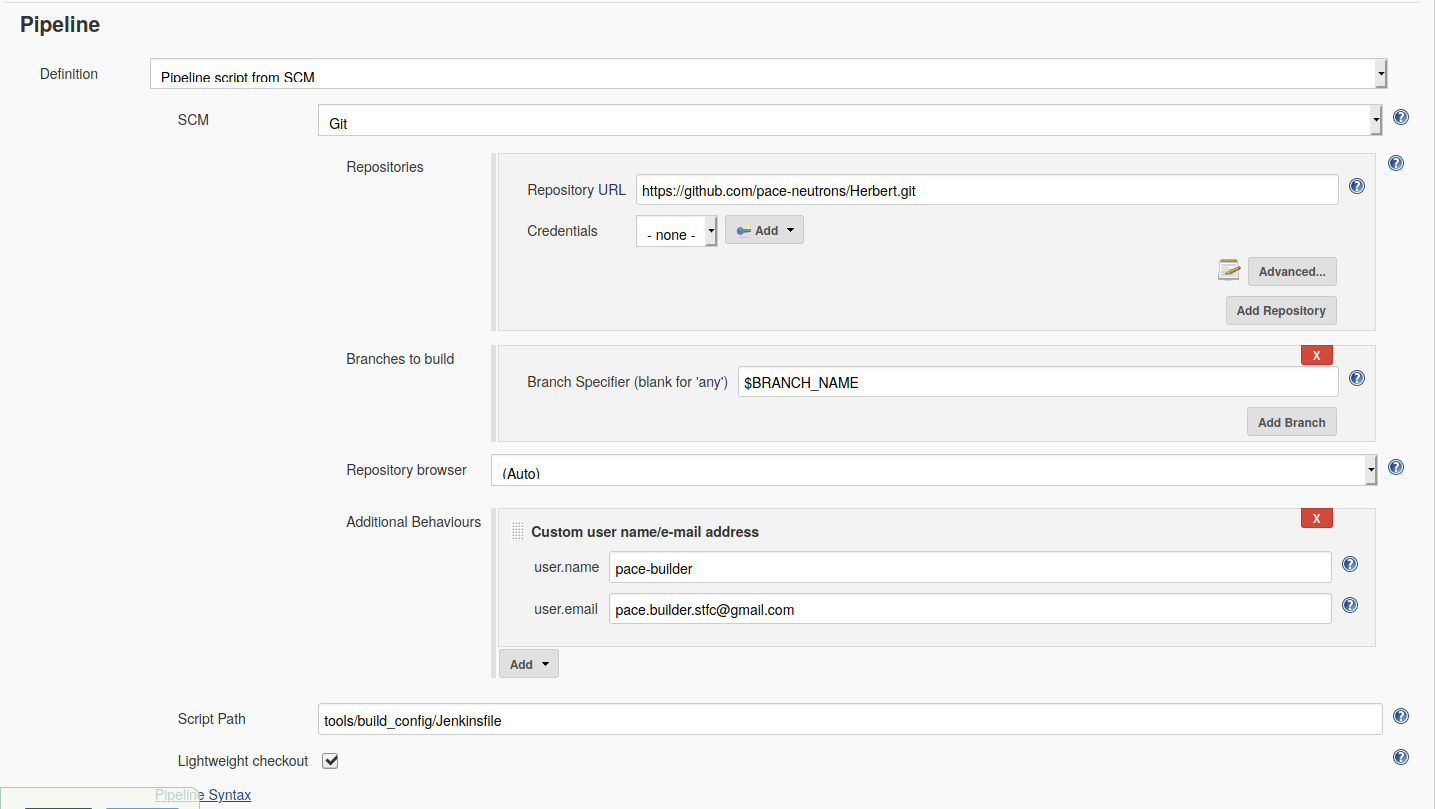 Pipeline
Definition
Pipeline script from SCM
SCM
Git
Repositories
Repository URL
https://github.com/pace-neutrons/Herbert.git
Credentials
- none -
Add
Advanced...
Add Repository
Branches to build
X
Branch Specifier (blank for 'any')
$BRANCH_NAME
Add Branch
Repository browser
(Auto)
Additional Behaviours
Custom user name/e-mail address
X
user.name
pace-builder
user.email
pace.builder.stfc@gmail.com
Add
Script Path
tools/build_config/Jenkinsfile
Lightweight checkout
Pipeline Syntax